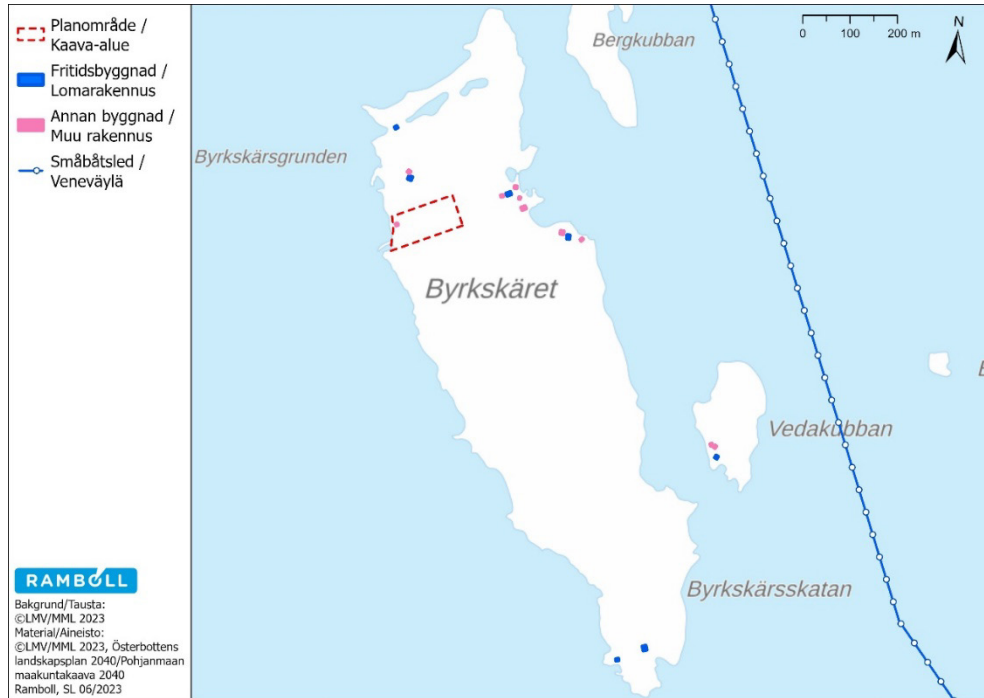 Planområde /
Kaava-alue
Fritidsbyggnad /
Lomarakennus
Annan byggnad /
Muu rakennus
Småbåtsled /
Veneväylä
RAMBOLL
Bakgrund/Tausta:
©LMV/MML 2023
Material/Aineisto:
©LMV/MML 2023, Österbottens
landskapsplan 2040/Pohjanmaan
maakuntakaava 2040
Ramboll, SL 06/2023
0 100 200 m
N
Bergkubban
Byrkskärsgrunden
Byrkskäret
Vedakubban
Byrkskärsskatan